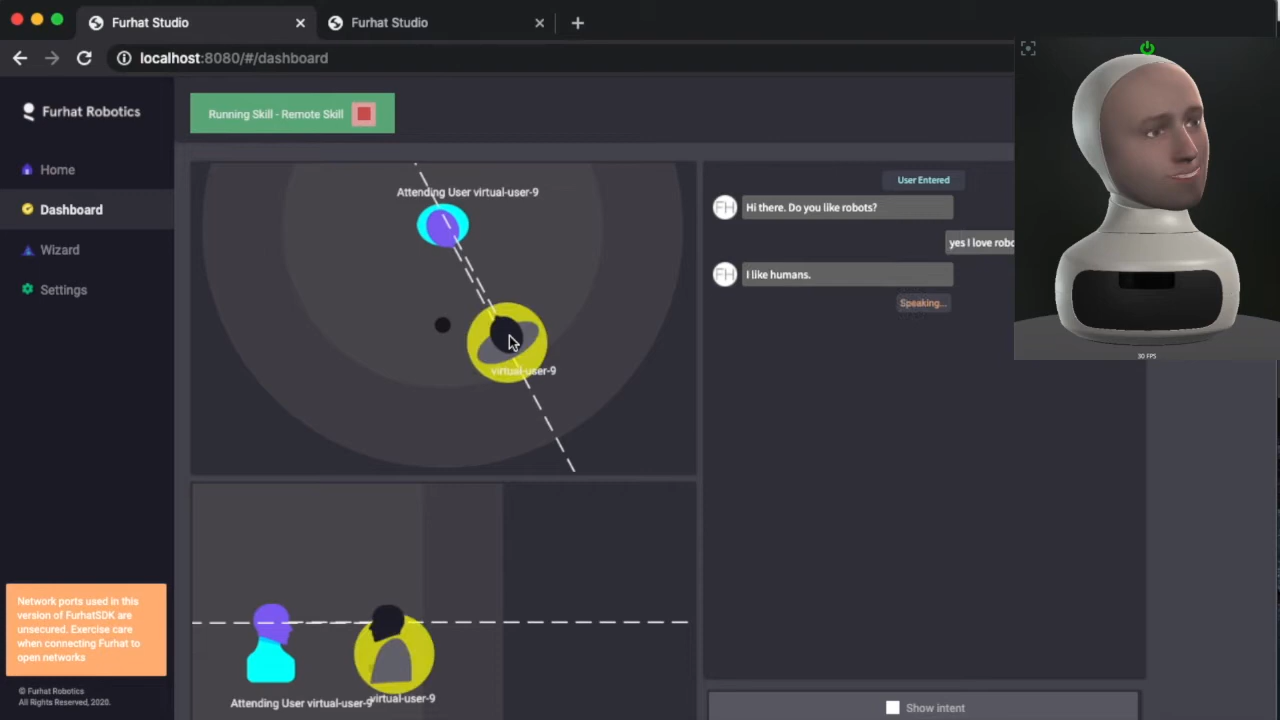 Furhat Studio
Furhat Studio
localhost:8080/#/dashboard
Furhat Robotics
Home
Dashboard
Wizard
Settings
Network ports used in this
version of FurhatSDK are
unsecured. Exercise care
when connecting Furhat to
open networks
© Furhat Robotics
All Rights Reserved, 2020.
Running Skill - Remote Skill
Attending User virtual-user-9
virtual-user-9
Attending User virtual-user-9
virtual-user-9
User Entered
FH Hi there. Do you like robots?
yes I love robo
FH I like humans.
Speaking...
Show intent
30 FPS